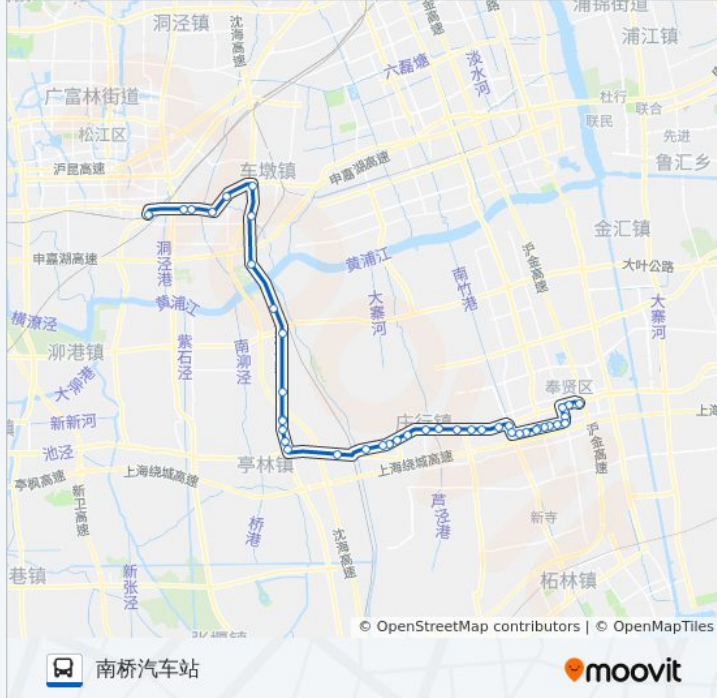 浦锦街道
洞泾镇
沈海高速
金高速
路
浦江镇
六磊塘
淡水河
广富林街道
杜行
联合
联民
松江区
先进
沪昆高速
车墩镇
申嘉湖高速
鲁汇乡
金汇镇
洞泾港
申嘉湖高速
黄浦江
沪金高速
大叶公路
南竹港
黄浦江
大寨河
大寨河
横潦泾
紫石泾
南泖泾
泖港镇
大泖港
奉贤区
新新河
庄行镇
上海
镇
池泾
沪金高速
亭林镇
上海绕城高速
亭枫高速
上海绕城高速
新卫高速
芦泾港
桥港
新寺
沈海高速
巷镇
新张泾
柘林镇
© OpenStreetMap contributors | © OpenMapTiles
南桥汽车站
moovit